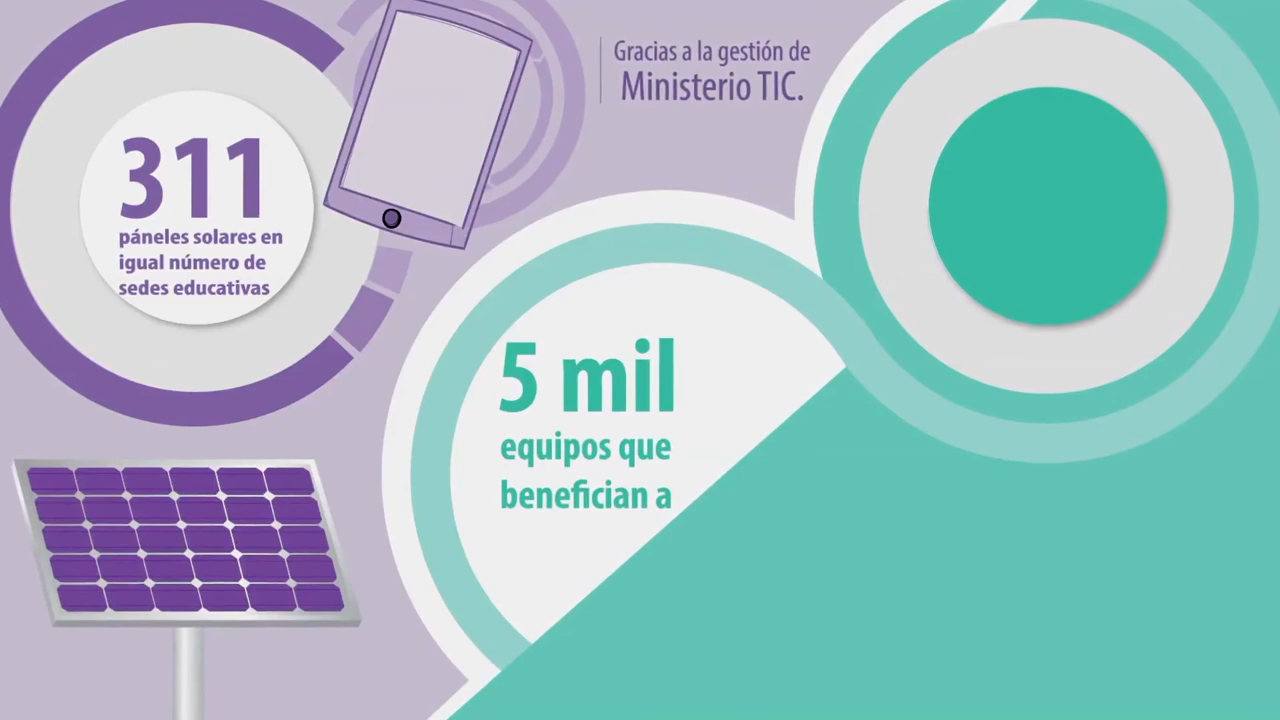 311
páneles solares en
igual número de
sedes educativas
Gracias a la gestión de
Ministerio TIC.
5 mil
equipos que
benefician a